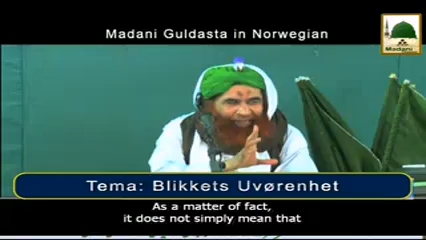 Madani Guldasta in Norwegian
Madani
Tema: Blikkets Uvørenhet
As a matter of fact,
it does not simply mean that